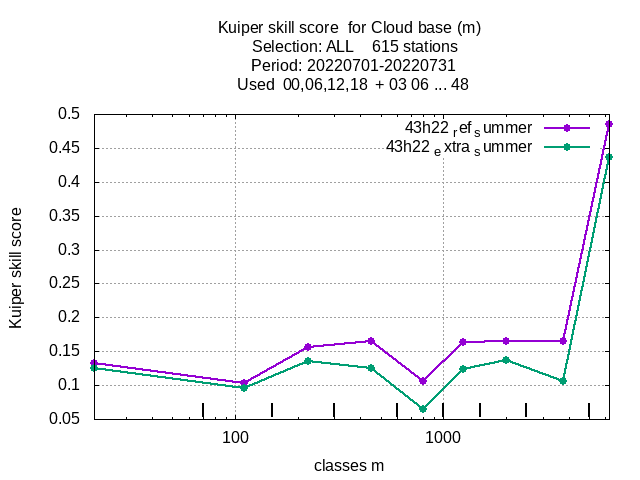 Kuiper skill score for Cloud base (m)
Selection: ALL 615 stations
Period: 20220701-20220731
Used 00,06,12,18 + 03 06 ... 48
43h22 ref summer
43h22 extra summer
Kuiper skill score
0.5
0.45
0.4
0.35
0.3
0.25
0.2
0.15
0.1
0.05
100
1000
classes m